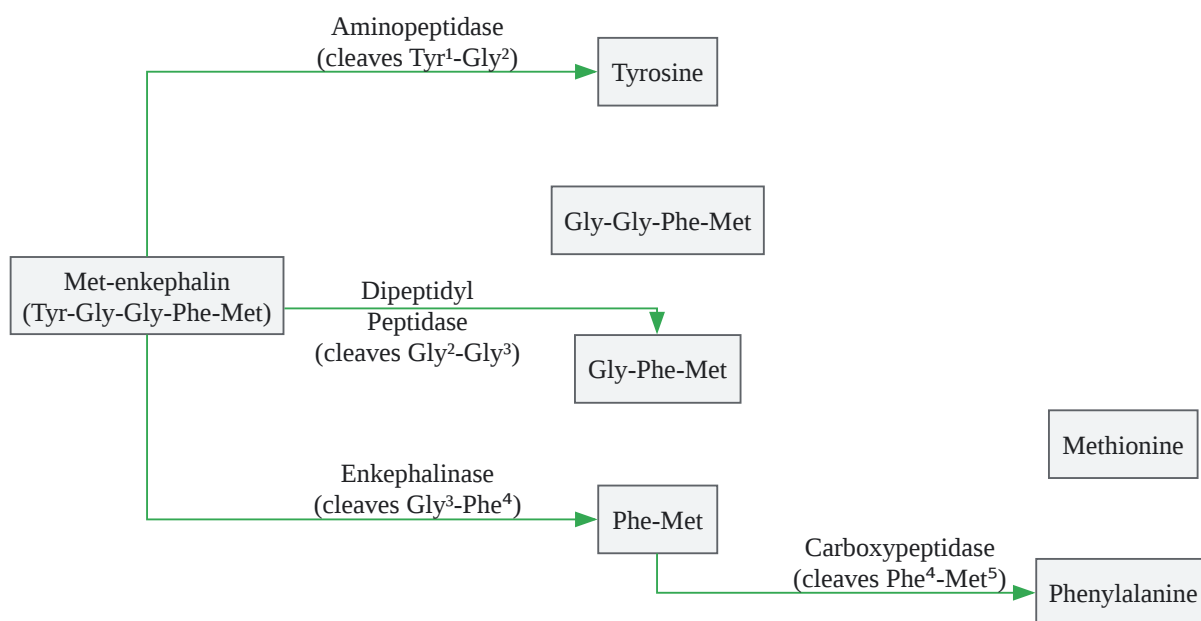 Aminopeptidase
(cleaves Tyr¹-Gly²)
Tyrosine
Gly-Gly-Phe-Met
Met-enkephalin
(Tyr-Gly-Gly-Phe-Met)
Dipeptidyl
Peptidase
(cleaves Gly²-Gly³)
Gly-Phe-Met
Methionine
Enkephalinase
(cleaves Gly³-Phe⁴)
Phe-Met
Carboxypeptidase
(cleaves Phe⁴-Met⁵)
Phenylalanine